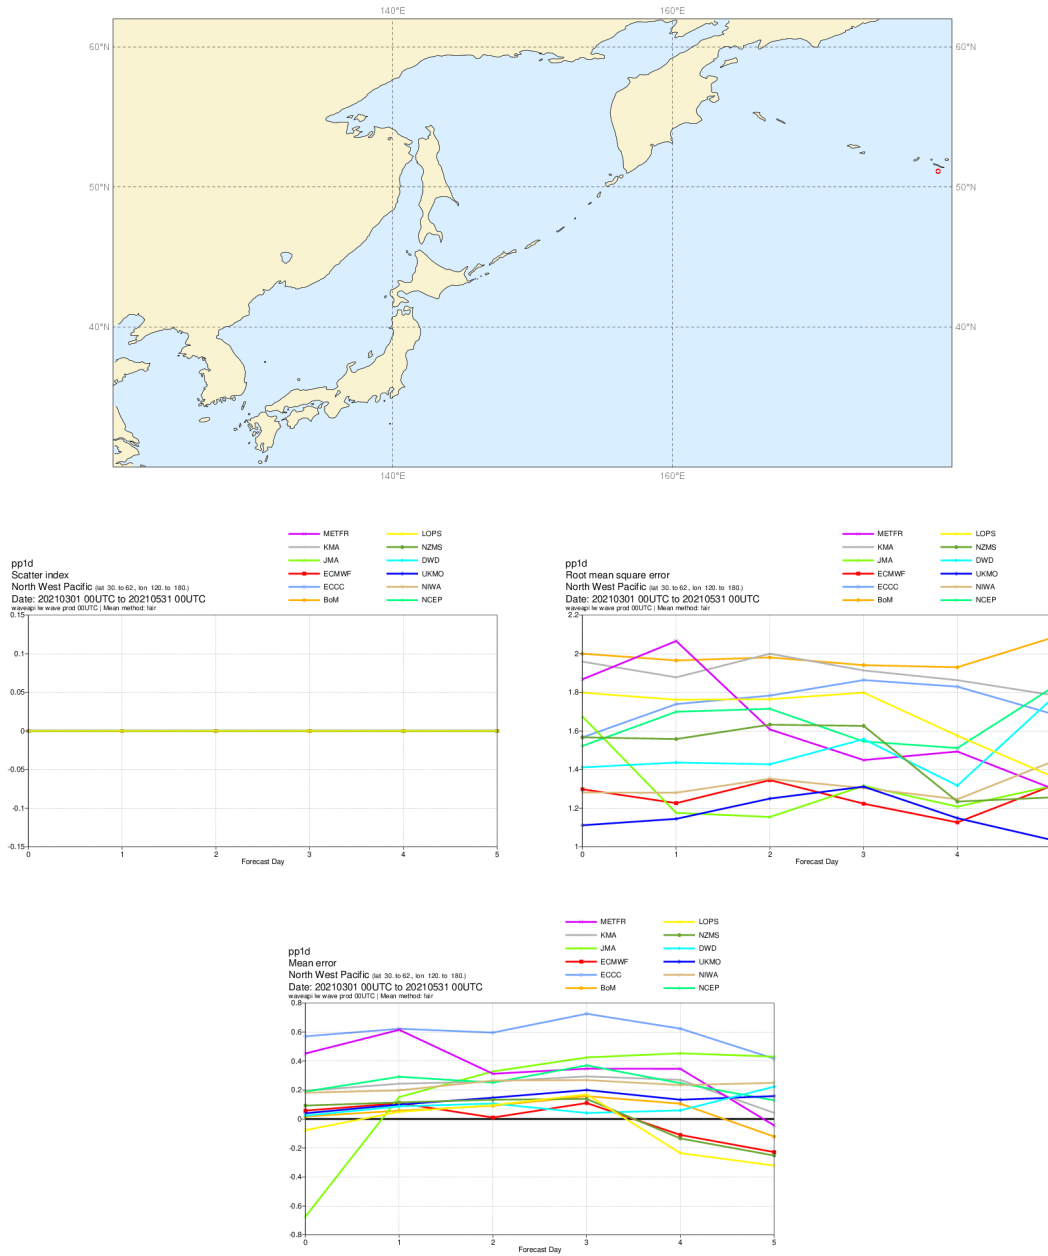 140°E 160°E
60°N 60°N
50°N 50°N
40°N 40°N
140°E 160°E
METFR LOPS
KMA NZMS
JMA DWD
ECMWF UKMO
ECCC NIWA
BoM NCEP
pp1d
Scatter index
North West Pacific (lat 30. to 62., lon 120. to 180.)
Date: 20210301 00UTC to 20210531 00UTC
waveapi lw wave prod 00UTC | Mean method: fair
0.15
0.1
0.05
0
-0.05
-0.1
-0.15
0 1 2 3 4 5
Forecast Day
METFR LOPS
KMA NZMS
JMA DWD
ECMWF UKMO
ECCC NIWA
BoM NCEP
pp1d
Root mean square error
North West Pacific (lat 30. to 62., lon 120. to 180.)
Date: 20210301 00UTC to 20210531 00UTC
waveapi lw wave prod 00UTC | Mean method: fair
2.2
2
1.8
1.6
1.4
1.2
1
0 1 2 3 4
Forecast Day
METFR LOPS
KMA NZMS
JMA DWD
ECMWF UKMO
ECCC NIWA
BoM NCEP
pp1d
Mean error
North West Pacific (lat 30. to 62., lon 120. to 180.)
Date: 20210301 00UTC to 20210531 00UTC
waveapi lw wave prod 00UTC | Mean method: fair
0.8
0.6
0.4
0.2
0
-0.2
-0.4
-0.6
-0.8
0 1 2 3 4 5
Forecast Day